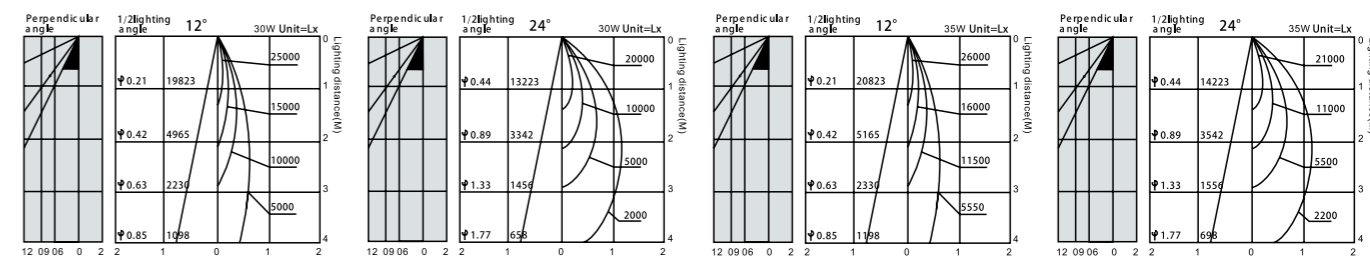 Perpendicular angle
1/2lighting angle
12°
30W Unit=Lx
φ0.21 19823
φ0.42 4965
φ0.63 2230
φ0.85 1098
25000
15000
10000
5000
0
1
2
3
4
Lighting distance(M)
12 09 06 0 2
2 1 0 1 2
Perpendicular angle
1/2lighting angle
24°
30W Unit=Lx
φ0.44 13223
φ0.89 3342
φ1.33 1456
φ1.77 658
20000
10000
5000
2000
0
1
2
3
4
Lighting distance(M)
12 09 06 0 2
2 1 0 1 2
Perpendicular angle
1/2lighting angle
12°
35W Unit=Lx
φ0.21 20823
φ0.42 5165
φ0.63 2330
φ0.85 1198
26000
16000
11500
5550
0
1
2
3
4
Lighting distance(M)
12 09 06 0 2
2 1 0 1 2
Perpendicular angle
1/2lighting angle
24°
35W Unit=Lx
φ0.44 14223
φ0.89 3542
φ1.33 1556
φ1.77 698
21000
11000
5500
2200
0
1
2
3
4
12 09 06 0 2
2 1 0 1 2